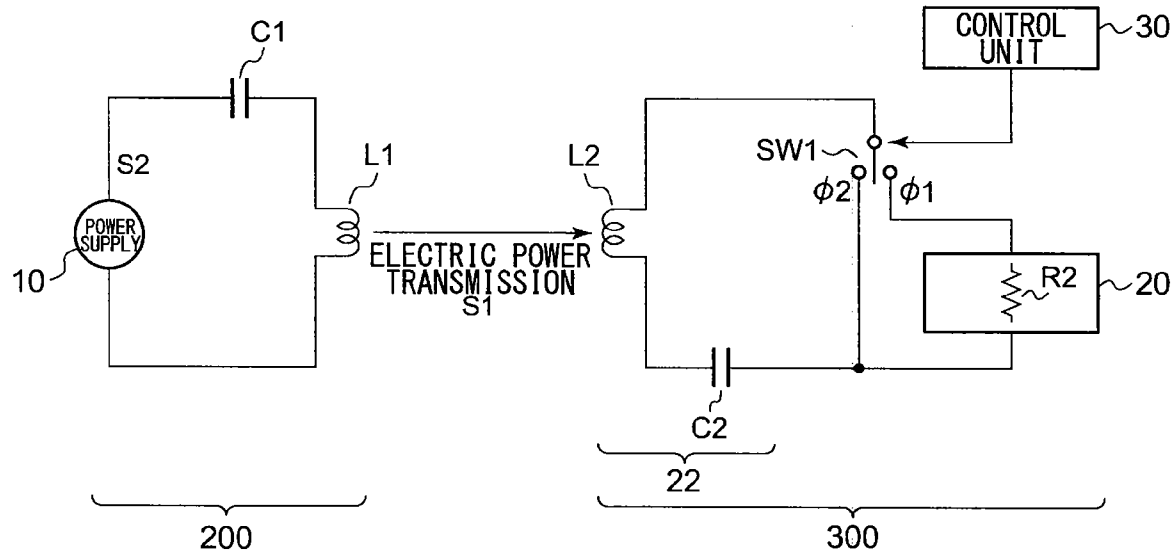 C1
CONTROL
UNIT
30
S2
L1
L2
SW1
ϕ2
ϕ1
POWER
SUPPLY
10
ELECTRIC POWER
TRANSMISSION
S1
R2
20
C2
22
200
300